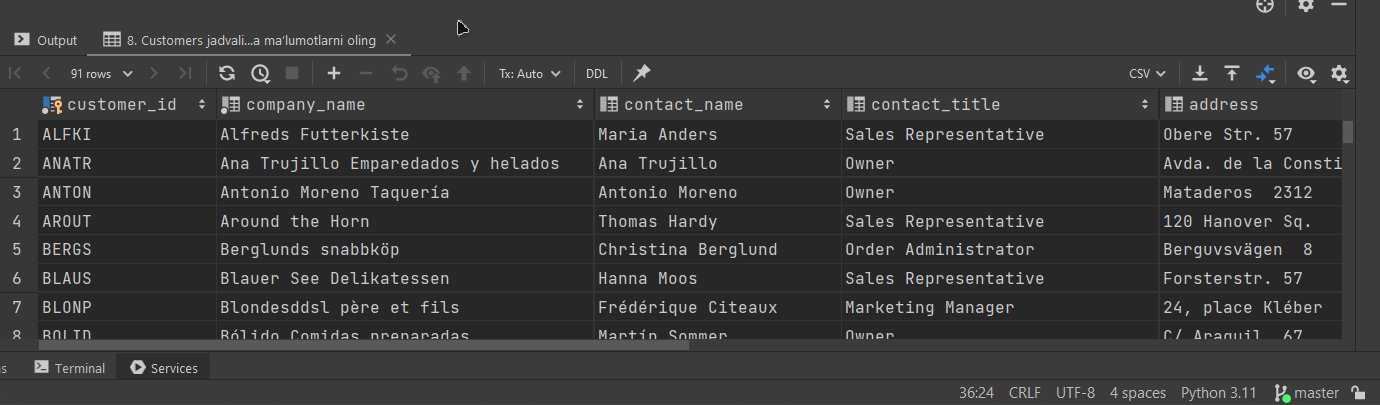 Output 8. Customers jadvali...a ma'lumotlarni oling
91 rows Tx: Auto DDL CSV
customer_id company_name contact_name contact_title address
1 ALFKI Alfreds Futterkiste Maria Anders Sales Representative Obere Str. 57
2 ANATR Ana Trujillo Emparedados y helados Ana Trujillo Owner Avda. de la Consti
3 ANTON Antonio Moreno Taquería Antonio Moreno Owner Mataderos  2312
4 AROUT Around the Horn Thomas Hardy Sales Representative 120 Hanover Sq.
5 BERGS Berglunds snabbköp Christina Berglund Order Administrator Berguvsvägen  8
6 BLAUS Blauer See Delikatessen Hanna Moos Sales Representative Forsterstr. 57
7 BLONP Blondesddsl père et fils Frédérique Citeaux Marketing Manager 24, place Kléber
8 BOLID Bólido Comidas preparadas Martín Sommer Owner C/ Araquil, 67
Terminal Services
36:24 CRLF UTF-8 4 spaces Python 3.11 master